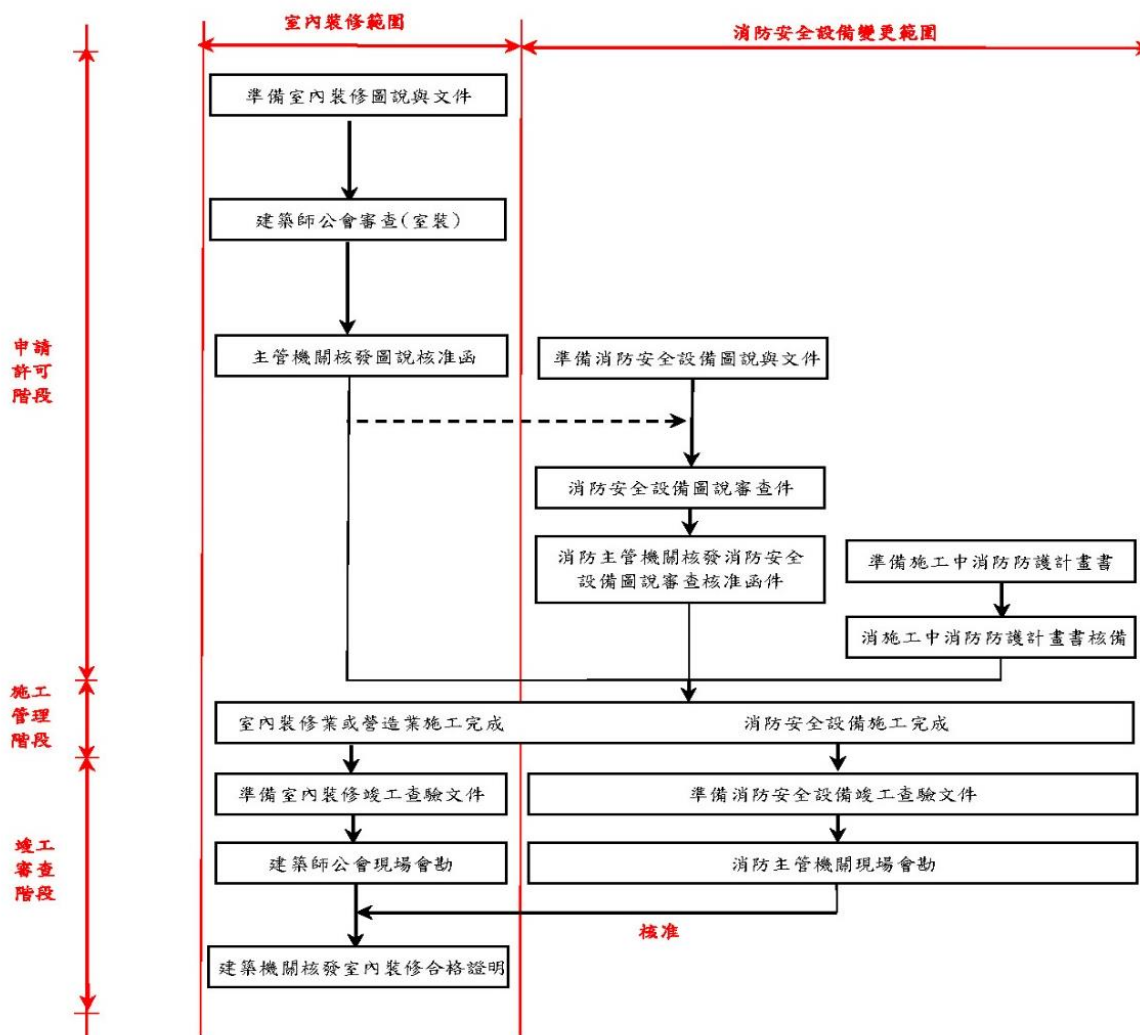 室內裝修範圍
消防安全設備變更範圍
準備室內裝修圖說與文件
建築師公會審查(室裝)
申請
許可
階段
主管機關核發圖說核准函
準備消防安全設備圖說與文件
消防安全設備圖說審查件
消防主管機關核發消防安全
設備圖說審查核准函件
準備施工中消防防護計畫書
消施工中消防防護計畫書核備
施工
管理
階段
室內裝修業或營造業施工完成
消防安全設備施工完成
準備室內裝修竣工查驗文件
準備消防安全設備竣工查驗文件
竣工
審查
階段
建築師公會現場會勘
消防主管機關現場會勘
核准
建築機關核發室內裝修合格證明